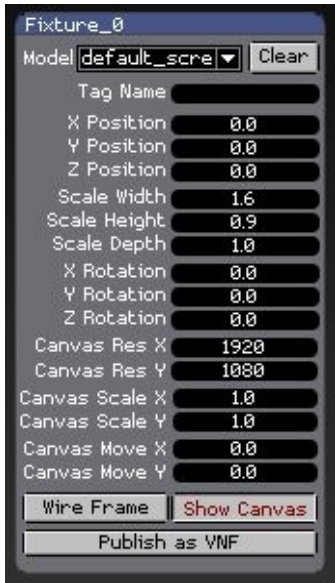 Fixture_0
Model default_scre Clear
Tag Name
X Position 0.0
Y Position 0.0
Z Position 0.0
Scale Width 1.6
Scale Height 0.9
Scale Depth 1.0
X Rotation 0.0
Y Rotation 0.0
Z Rotation 0.0
Canvas Res X 1920
Canvas Res Y 1080
Canvas Scale X 1.0
Canvas Scale Y 1.0
Canvas Move X 0.0
Canvas Move Y 0.0
Wire Frame Show Canvas
Publish as VNF